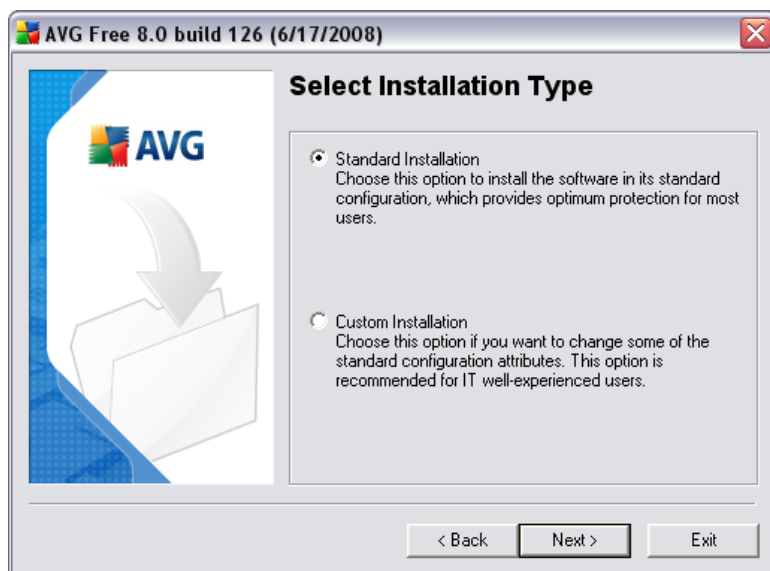 AVG Free 8.0 build 126 (6/17/2008)
Select Installation Type
AVG
Standard Installation
Choose this option to install the software in its standard
configuration, which provides optimum protection for most
users.
Custom Installation
Choose this option if you want to change some of the
standard configuration attributes. This option is
recommended for IT well-experienced users.
< Back
Next >
Exit